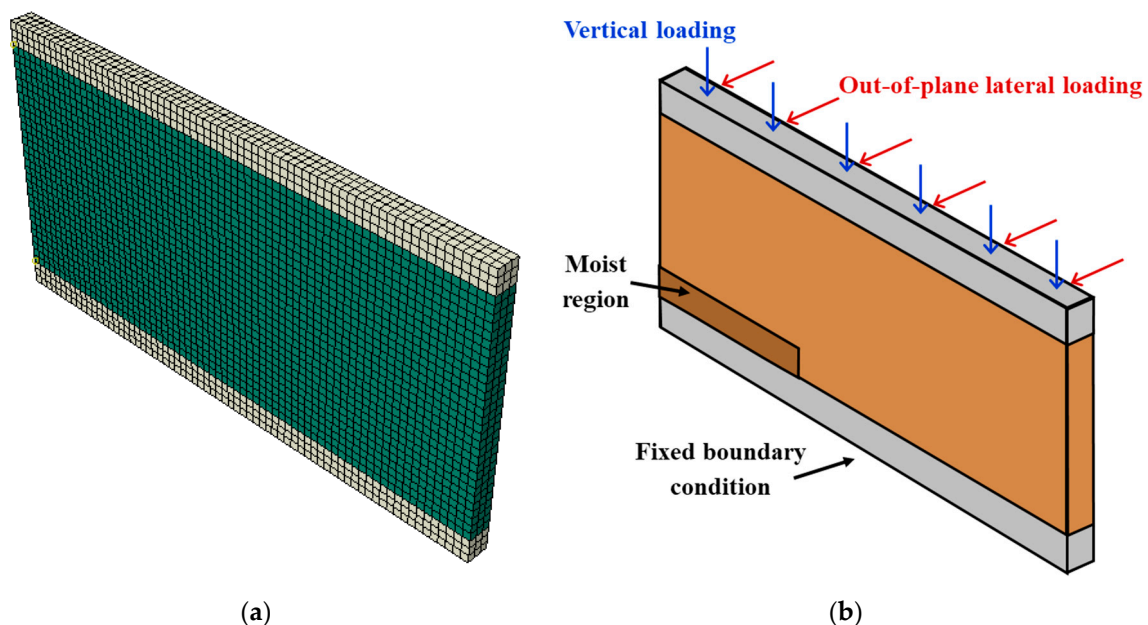 Vertical loading
Out-of-plane lateral loading
Moist
region
Fixed boundary
condition
(a)
(b)